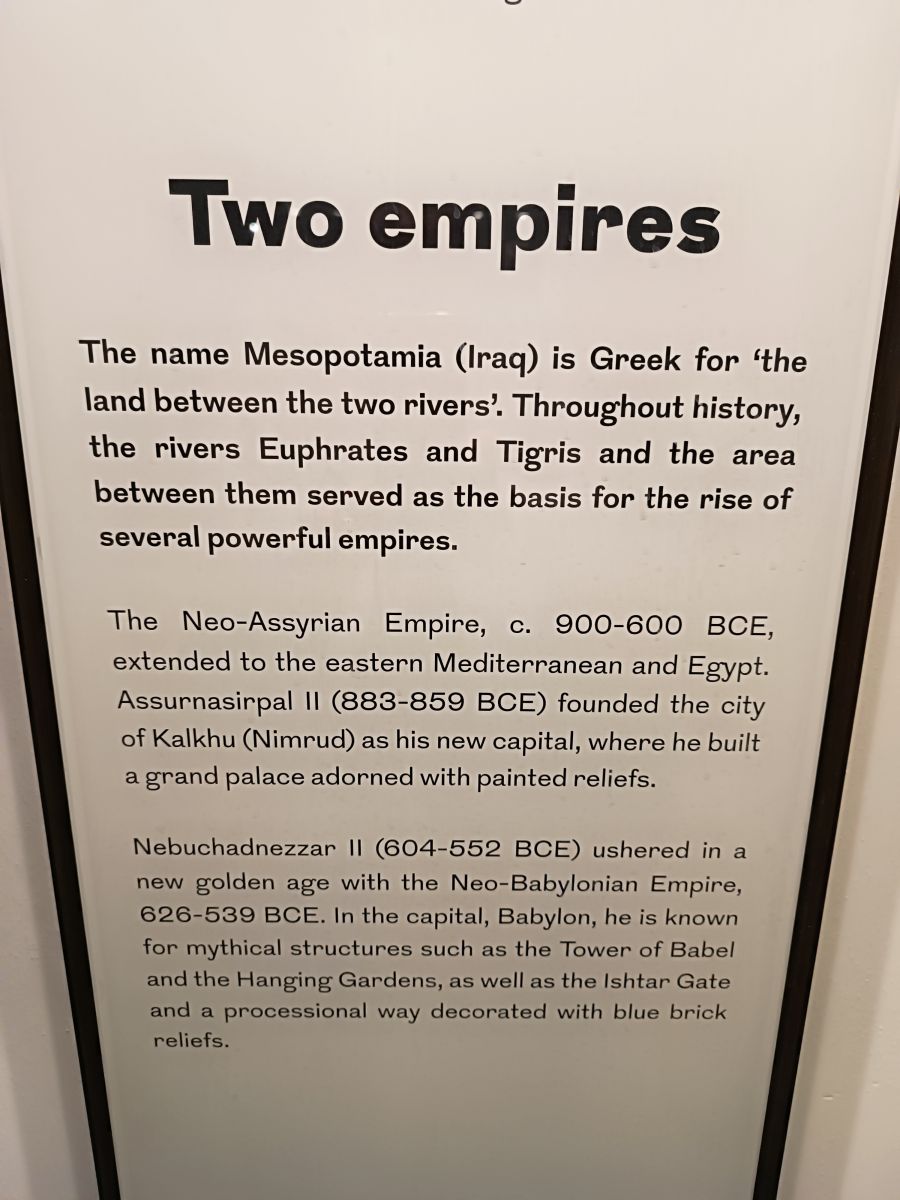 Two empires
The name Mesopotamia (Iraq) is Greek for ‘the
land between the two rivers’. Throughout history,
the rivers Euphrates and Tigris and the area
between them served as the basis for the rise of
several powerful empires.
The Neo-Assyrian Empire, c. 900-600 BCE,
extended to the eastern Mediterranean and Egypt.
Assurnasirpal II (883-859 BCE) founded the city
of Kalkhu (Nimrud) as his new capital, where he built
a grand palace adorned with painted reliefs.
Nebuchadnezzar II (604-552 BCE) ushered in a
new golden age with the Neo-Babylonian Empire,
626-539 BCE. In the capital, Babylon, he is known
for mythical structures such as the Tower of Babel
and the Hanging Gardens, as well as the Ishtar Gate
and a processional way decorated with blue brick
reliefs.